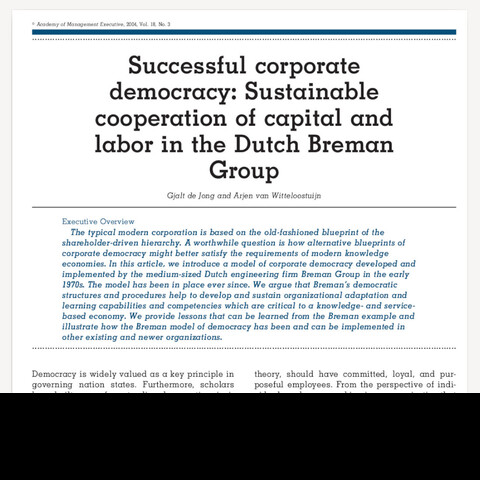 © Academy of Management Executive, 2004, Vol. 18, No. 3
Successful corporate
democracy: Sustainable
cooperation of capital and
labor in the Dutch Breman
Group
Gjalt de Jong and Arjen van Witteloostuijn
Executive Overview
The typical modern corporation is based on the old-fashioned blueprint of the
shareholder-driven hierarchy. A worthwhile question is how alternative blueprints of
corporate democracy might better satisfy the requirements of modern knowledge
economies. In this article, we introduce a model of corporate democracy developed and
implemented by the medium-sized Dutch engineering firm Breman Group in the early
1970s. The model has been in place ever since. We argue that Breman's democratic
structures and procedures help to develop and sustain organizational adaptation and
learning capabilities and competencies which are critical to a knowledge- and service-
based economy. We provide lessons that can be learned from the Breman example and
illustrate how the Breman model of democracy has been and can be implemented in
other existing and newer organizations.
Democracy is widely valued as a key principle in
governing nation states. Furthermore, scholars
theory, should have committed, loyal, and pur-
poseful employees. From the perspective of indi-